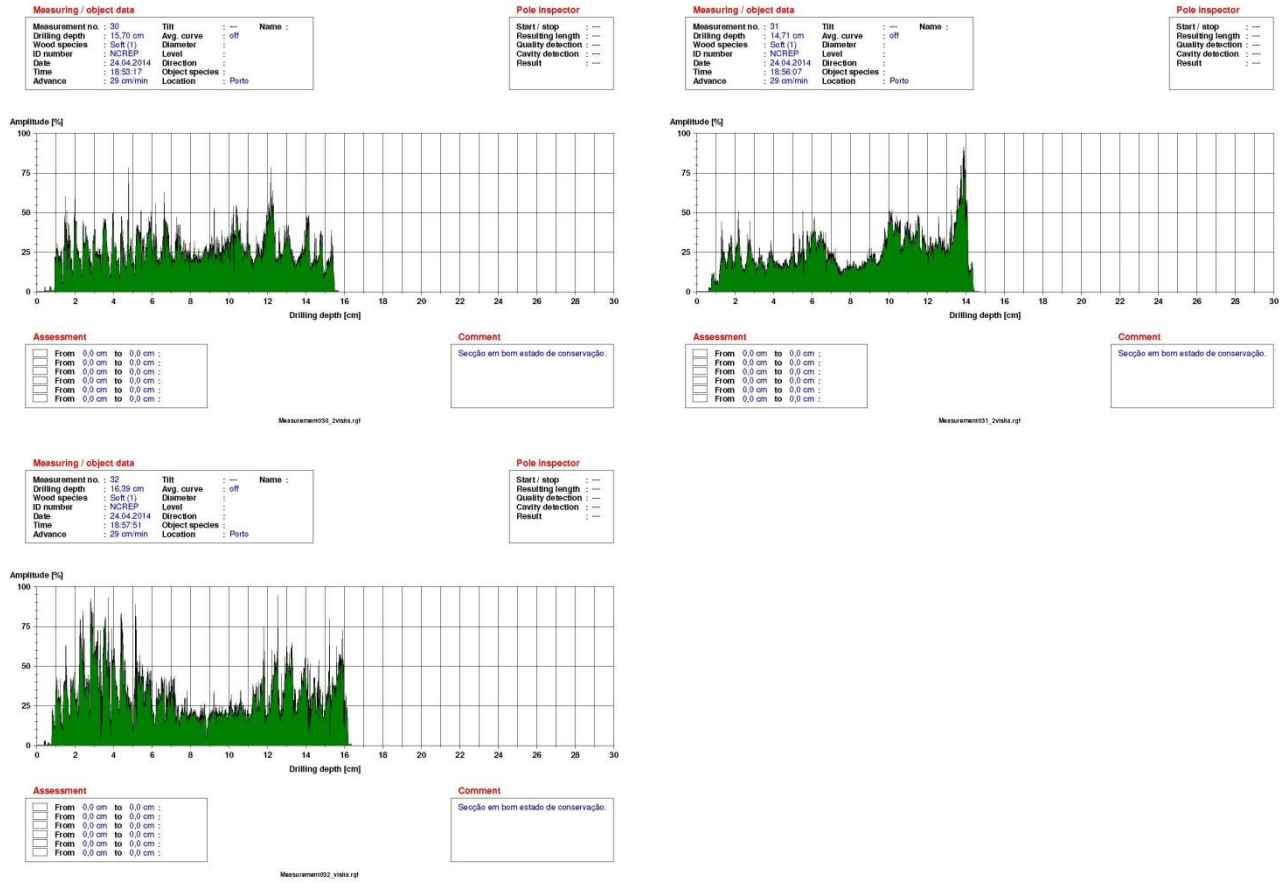 Measuring / object data
Measurement no. : 30 Tilt : --- Name :
Drilling depth : 15,70 cm Avg. curve : off
Wood species : Soft (1) Diameter :
ID number : NCREP Level :
Date : 24.04.2014 Direction :
Time : 18:53:17 Object species :
Advance : 29 cm/min Location : Porto
Pole inspector
Start / stop : ---
Resulting length : ---
Quality detection : ---
Cavity detection : ---
Result : ---
Amplitude [%]
100
75
50
25
0
0 2 4 6 8 10 12 14 16 18 20 22 24 26 28 30
Drilling depth [cm]
Assessment
From 0,0 cm to 0,0 cm :
From 0,0 cm to 0,0 cm :
From 0,0 cm to 0,0 cm :
From 0,0 cm to 0,0 cm :
From 0,0 cm to 0,0 cm :
From 0,0 cm to 0,0 cm :
Comment
Secção em bom estado de conservação.
Measurement030_2visita.rgf
Measuring / object data
Measurement no. : 31 Tilt : --- Name :
Drilling depth : 14,71 cm Avg. curve : off
Wood species : Soft (1) Diameter :
ID number : NCREP Level :
Date : 24.04.2014 Direction :
Time : 18:56:07 Object species :
Advance : 29 cm/min Location : Porto
Pole inspector
Start / stop : ---
Resulting length : ---
Quality detection : ---
Cavity detection : ---
Result : ---
Amplitude [%]
100
75
50
25
0
0 2 4 6 8 10 12 14 16 18 20 22 24 26 28 30
Drilling depth [cm]
Assessment
From 0,0 cm to 0,0 cm :
From 0,0 cm to 0,0 cm :
From 0,0 cm to 0,0 cm :
From 0,0 cm to 0,0 cm :
From 0,0 cm to 0,0 cm :
From 0,0 cm to 0,0 cm :
Comment
Secção em bom estado de conservação.
Measurement031_2visita.rgf
Measuring / object data
Measurement no. : 32 Tilt : --- Name :
Drilling depth : 16,39 cm Avg. curve : off
Wood species : Soft (1) Diameter :
ID number : NCREP Level :
Date : 24.04.2014 Direction :
Time : 18:57:51 Object species :
Advance : 29 cm/min Location : Porto
Pole inspector
Start / stop : ---
Resulting length : ---
Quality detection : ---
Cavity detection : ---
Result : ---
Amplitude [%]
100
75
50
25
0
0 2 4 6 8 10 12 14 16 18 20 22 24 26 28 30
Drilling depth [cm]
Assessment
From 0,0 cm to 0,0 cm :
From 0,0 cm to 0,0 cm :
From 0,0 cm to 0,0 cm :
From 0,0 cm to 0,0 cm :
From 0,0 cm to 0,0 cm :
From 0,0 cm to 0,0 cm :
Comment
Secção em bom estado de conservação.
Measurement032_visita.rgf